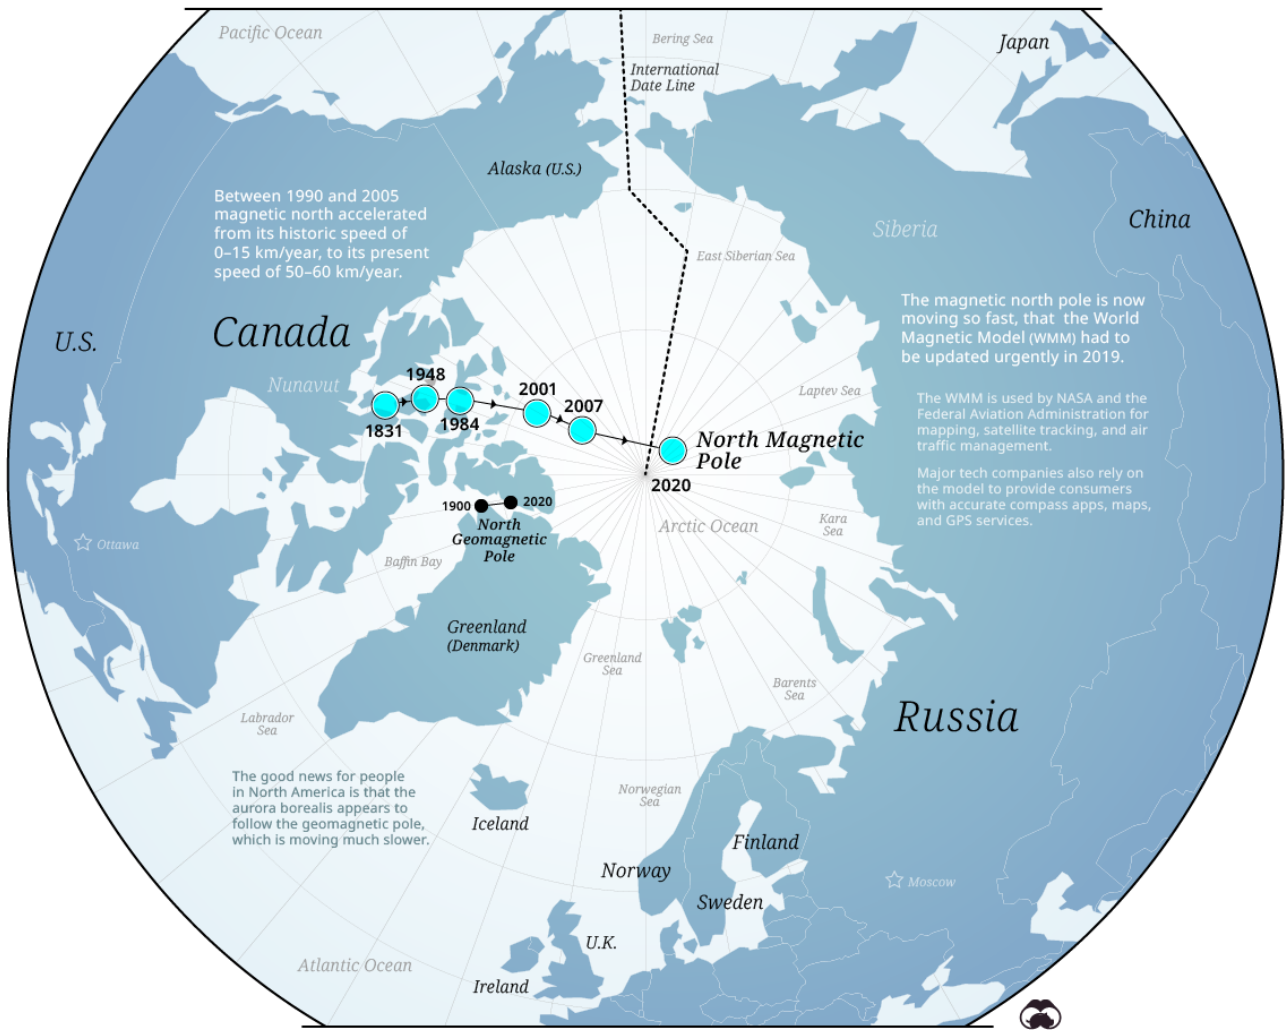 Pacific Ocean
Bering Sea
Japan
International
Date Line
Alaska (U.S.)
Between 1990 and 2005
magnetic north accelerated
from its historic speed of
0–15 km/year, to its present
speed of 50–60 km/year.
Siberia
China
East Siberian Sea
The magnetic north pole is now
moving so fast, that the World
Magnetic Model (WMM) had to
be updated urgently in 2019.
U.S.
Canada
Nunavut
1948
1831
1984
2001
2007
Laptev Sea
The WMM is used by NASA and the
Federal Aviation Administration for
mapping, satellite tracking, and air
traffic management.
North Magnetic
Pole
2020
Major tech companies also rely on
the model to provide consumers
with accurate compass apps, maps,
and GPS services.
1900
2020
North
Geomagnetic
Pole
Arctic Ocean
Kara
Sea
Ottawa
Baffin Bay
Greenland
(Denmark)
Greenland
Sea
Barents
Sea
Labrador
Sea
Russia
The good news for people
in North America is that the
aurora borealis appears to
follow the geomagnetic pole,
which is moving much slower.
Norwegian
Sea
Iceland
Finland
Norway
Sweden
Moscow
U.K.
Atlantic Ocean
Ireland